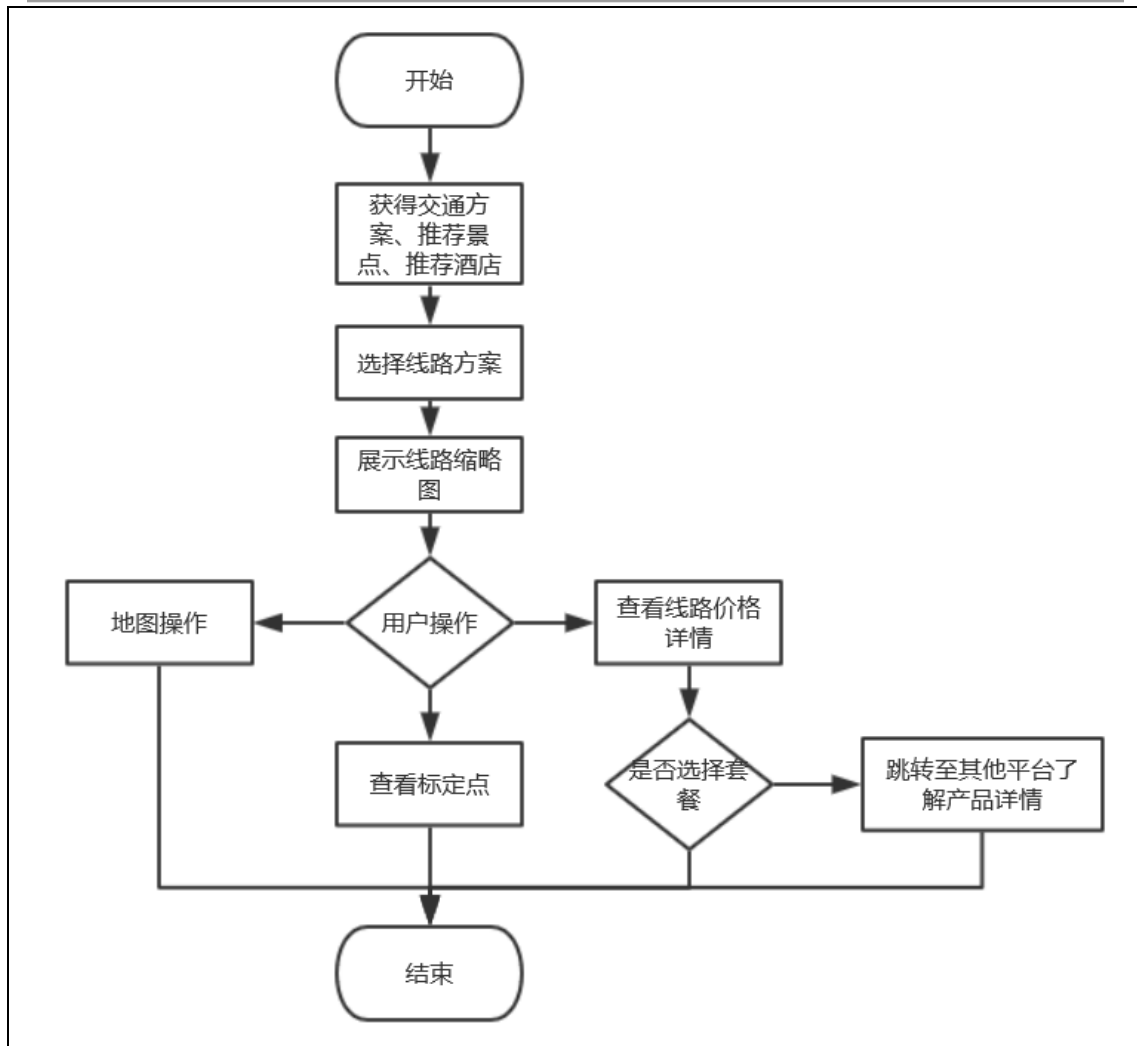 开始
获得交通方
案、推荐景
点、推荐酒店
选择线路方案
展示线路缩略
图
地图操作
用户操作
查看线路价格
详情
查看标定点
是否选择套
餐
跳转至其他平台了
解产品详情
结束